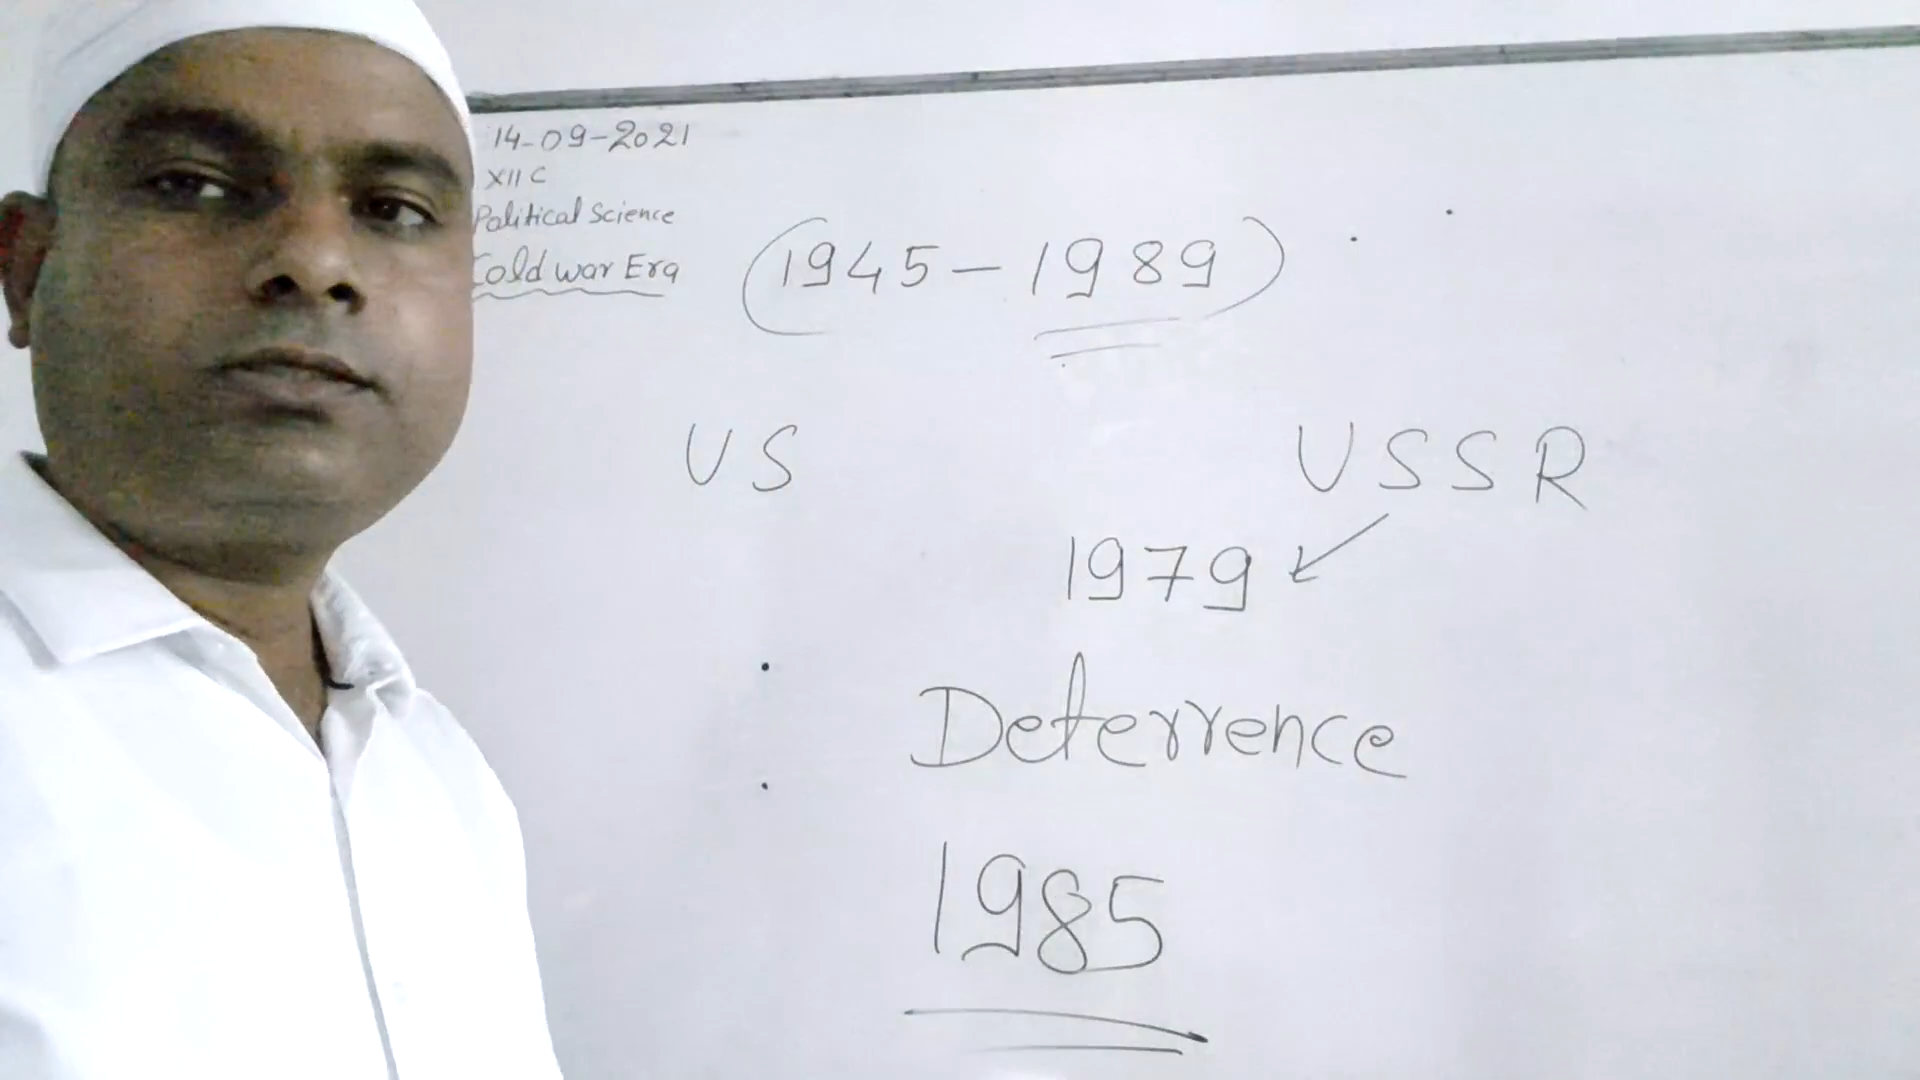 14-09-2021
XII C
Political Science
Cold war Era
(1945-1989)
US USSR
1979
Deterrence
1985